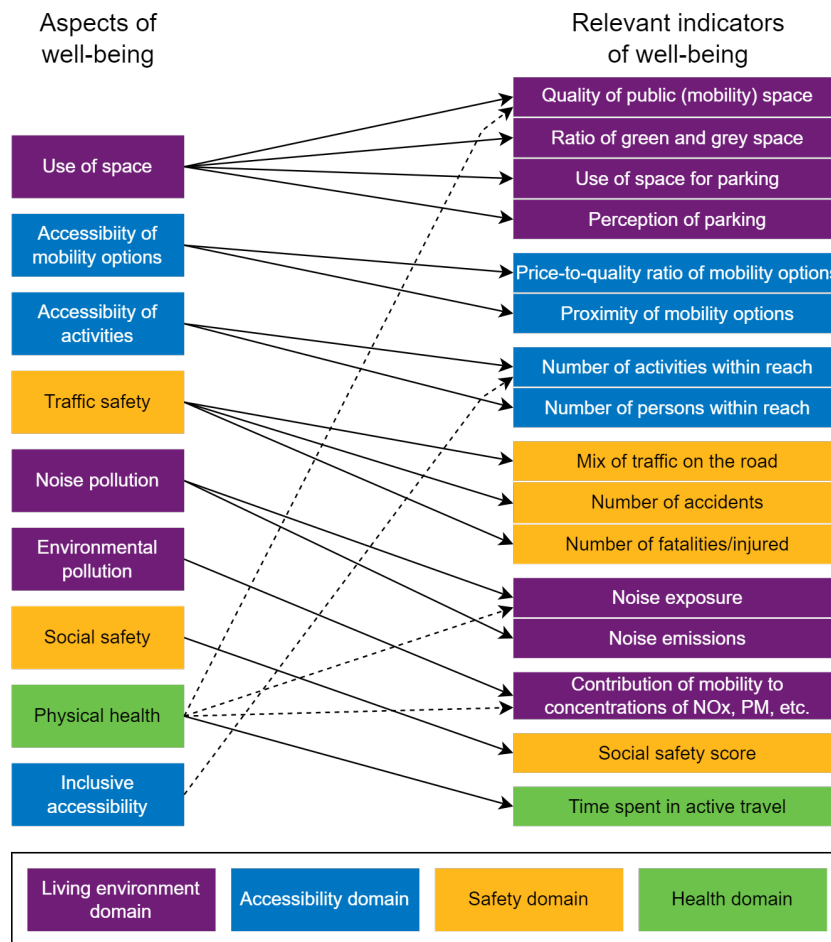 Aspects of
well-being
Relevant indicators
of well-being
Use of space
Accessibiity of
mobility options
Accessibiity of
activities
Traffic safety
Noise pollution
Environmental
pollution
Social safety
Physical health
Inclusive
accessibility
Quality of public (mobility) space
Ratio of green and grey space
Use of space for parking
Perception of parking
Price-to-quality ratio of mobility options
Proximity of mobility options
Number of activities within reach
Number of persons within reach
Mix of traffic on the road
Number of accidents
Number of fatalities/injured
Noise exposure
Noise emissions
Contribution of mobility to
concentrations of NOx, PM, etc.
Social safety score
Time spent in active travel
Living environment
domain
Accessibility domain
Safety domain
Health domain